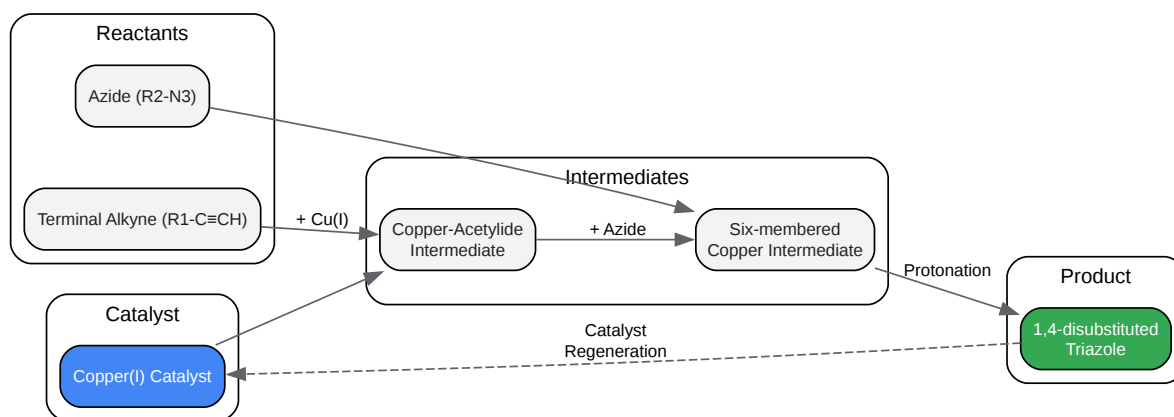 Reactants
Azide (R2-N3)
Terminal Alkyne (R1-C≡CH)
+ Cu(I)
Intermediates
Copper-Acetylide
Intermediate
+ Azide
Six-membered
Copper Intermediate
Protonation
Product
1,4-disubstituted
Triazole
Catalyst
Copper(I) Catalyst
Catalyst
Regeneration